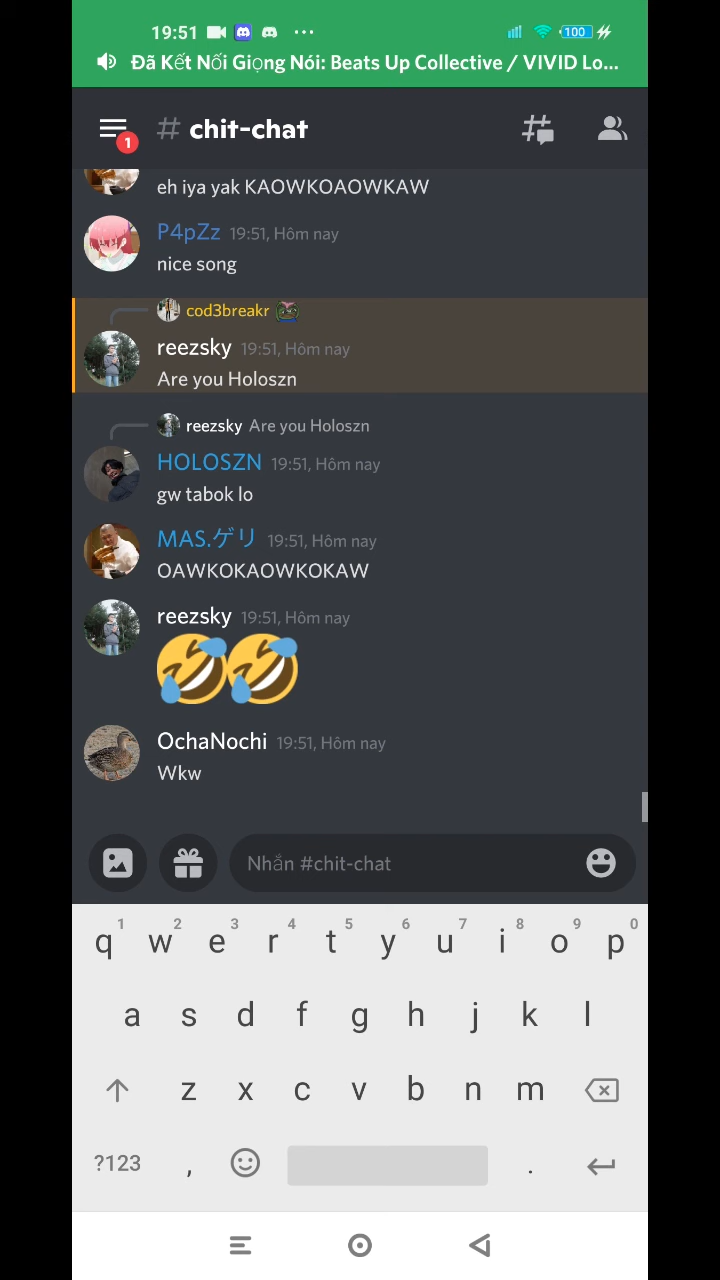 19:51
100
Đã Kết Nối Giọng Nói: Beats Up Collective / VIVID Lo...
1
# chit-chat
eh iya yak KAOWKOAOWKAW
P4pZz 19:51, Hôm nay
nice song
cod3breakr
reezsky 19:51, Hôm nay
Are you Holoszn
reezsky Are you Holoszn
HOLOSZN 19:51, Hôm nay
gw tabok lo
MAS.ゲリ 19:51, Hôm nay
OAWKOKAOWKOKAW
reezsky 19:51, Hôm nay
🤣🤣
OchaNochi 19:51, Hôm nay
Wkw
Nhắn #chit-chat
1 2 3 4 5 6 7 8 9 0
q w e r t y u i o p
a s d f g h j k l
z x c v b n m
?123 , .